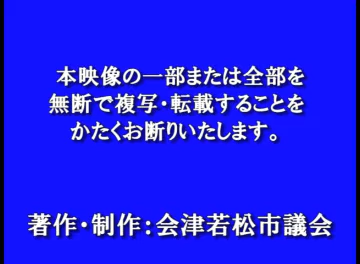 本映像の一部または全部を
無断で複写・転載することを
かたくお断りいたします。
著作・制作：会津若松市議会